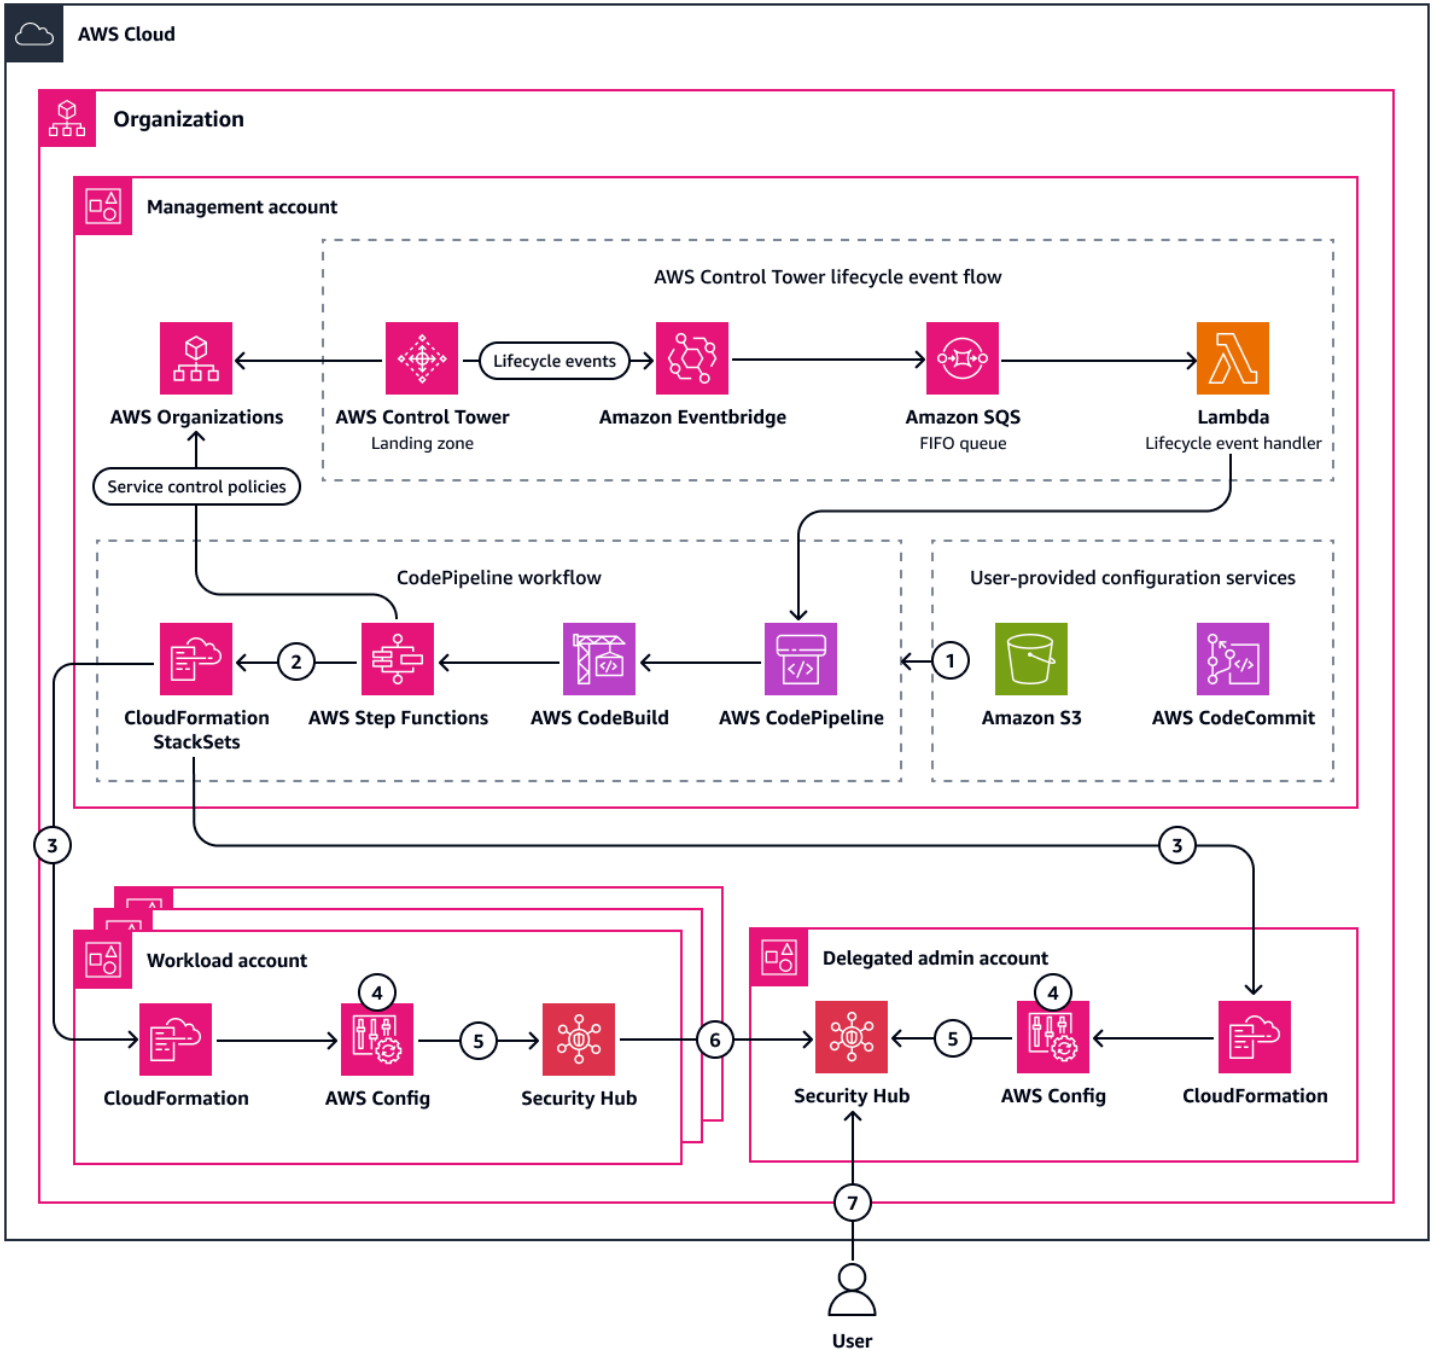 AWS Cloud
Organization
Management account
AWS Control Tower lifecycle event flow
Lifecycle events
AWS Organizations
AWS Control Tower
Landing zone
Amazon Eventbridge
Amazon SQS
FIFO queue
Lambda
Lifecycle event handler
Service control policies
CodePipeline workflow
User-provided configuration services
2
1
CloudFormation
StackSets
AWS Step Functions
AWS CodeBuild
AWS CodePipeline
Amazon S3
AWS CodeCommit
3
3
Workload account
4
5
CloudFormation
AWS Config
Security Hub
6
Delegated admin account
4
5
Security Hub
AWS Config
CloudFormation
7
User